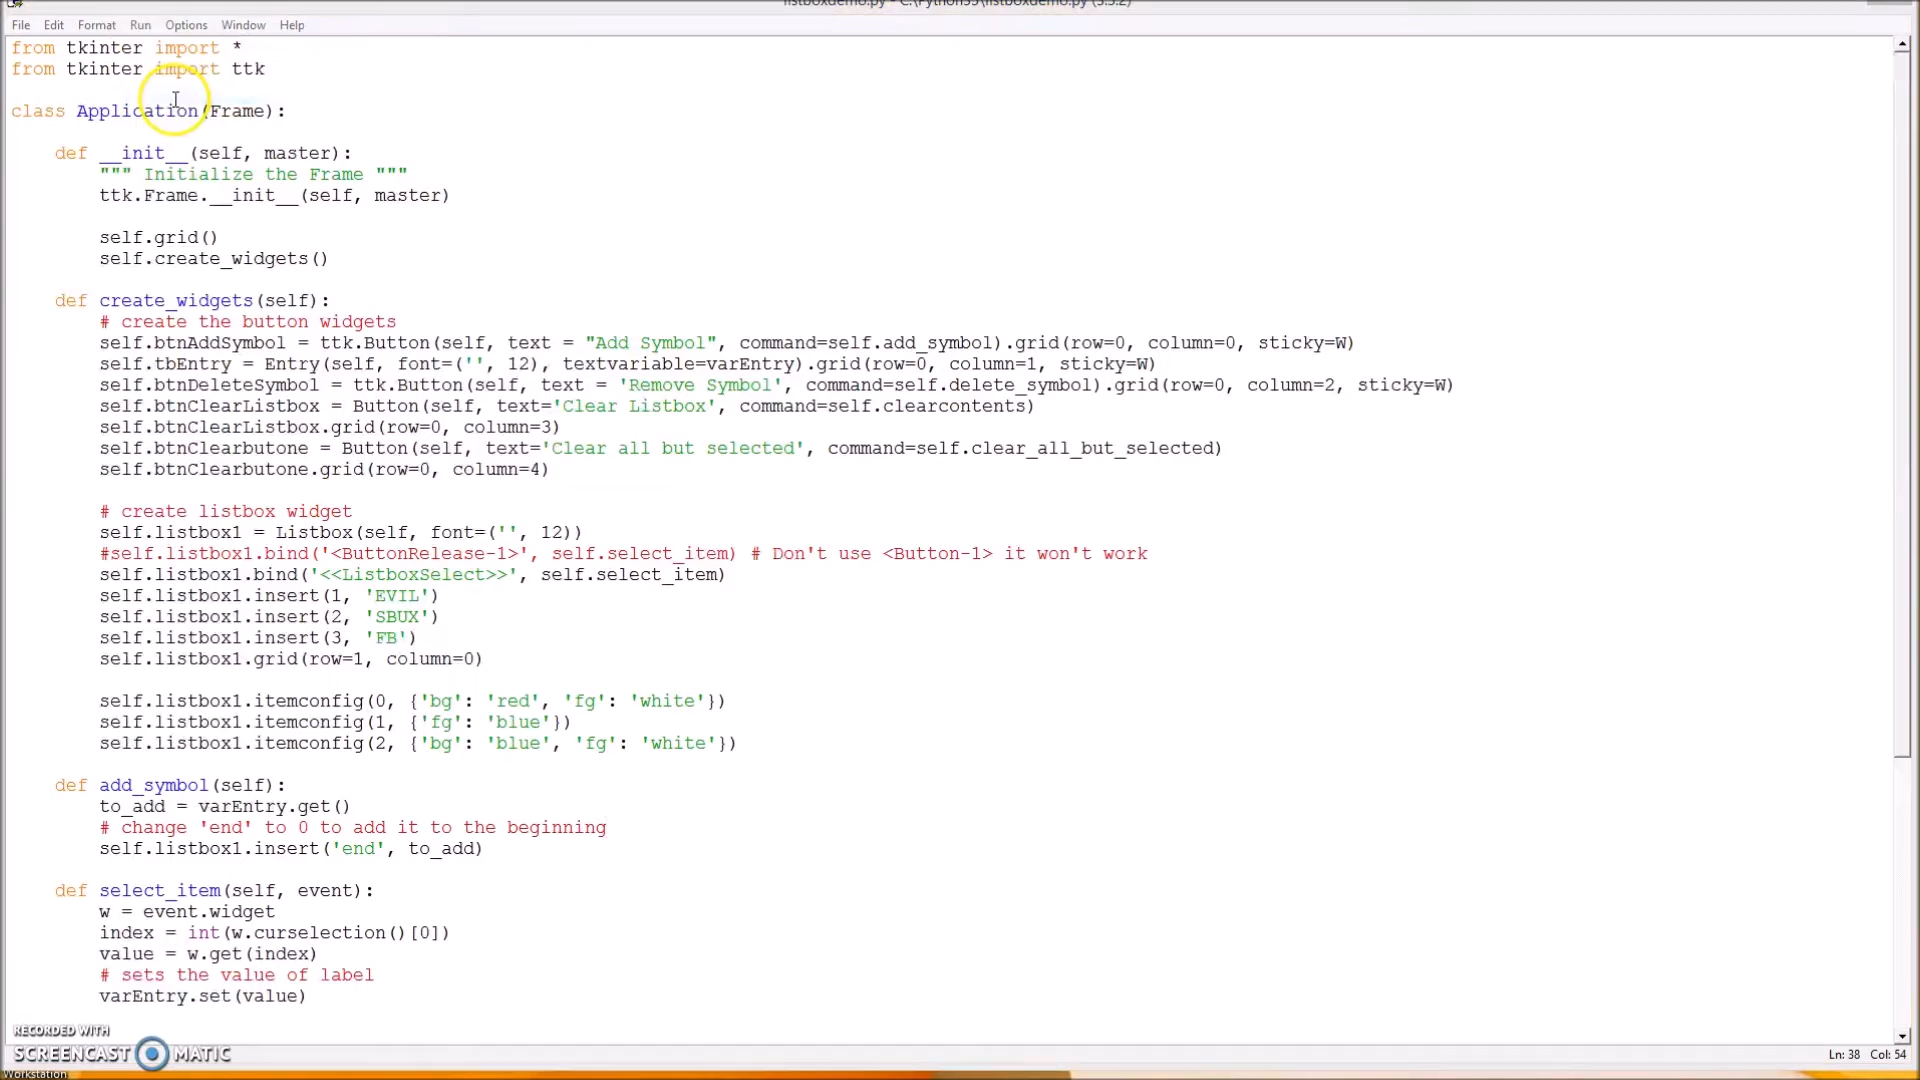 listboxdemo.py - C:\Python35\listboxdemo.py (3.5.2)
File Edit Format Run Options Window Help
from tkinter import *
from tkinter import ttk
class Application(Frame):
def __init__(self, master):
""" Initialize the Frame """
ttk.Frame.__init__(self, master)
self.grid()
self.create_widgets()
def create_widgets(self):
# create the button widgets
self.btnAddSymbol = ttk.Button(self, text = "Add Symbol", command=self.add_symbol).grid(row=0, column=0, sticky=W)
self.tbEntry = Entry(self, font=('', 12), textvariable=varEntry).grid(row=0, column=1, sticky=W)
self.btnDeleteSymbol = ttk.Button(self, text = 'Remove Symbol', command=self.delete_symbol).grid(row=0, column=2, sticky=W)
self.btnClearListbox = Button(self, text='Clear Listbox', command=self.clearcontents)
self.btnClearListbox.grid(row=0, column=3)
self.btnClearbutone = Button(self, text='Clear all but selected', command=self.clear_all_but_selected)
self.btnClearbutone.grid(row=0, column=4)
# create listbox widget
self.listbox1 = Listbox(self, font=('', 12))
#self.listbox1.bind('<ButtonRelease-1>', self.select_item) # Don't use <Button-1> it won't work
self.listbox1.bind('<<ListboxSelect>>', self.select_item)
self.listbox1.insert(1, 'EVIL')
self.listbox1.insert(2, 'SBUX')
self.listbox1.insert(3, 'FB')
self.listbox1.grid(row=1, column=0)
self.listbox1.itemconfig(0, {'bg': 'red', 'fg': 'white'})
self.listbox1.itemconfig(1, {'fg': 'blue'})
self.listbox1.itemconfig(2, {'bg': 'blue', 'fg': 'white'})
def add_symbol(self):
to_add = varEntry.get()
# change 'end' to 0 to add it to the beginning
self.listbox1.insert('end', to_add)
def select_item(self, event):
w = event.widget
index = int(w.curselection()[0])
value = w.get(index)
# sets the value of label
varEntry.set(value)
RECORDED WITH
SCREENCAST MATIC
Ln: 38 Col: 54
Workstation